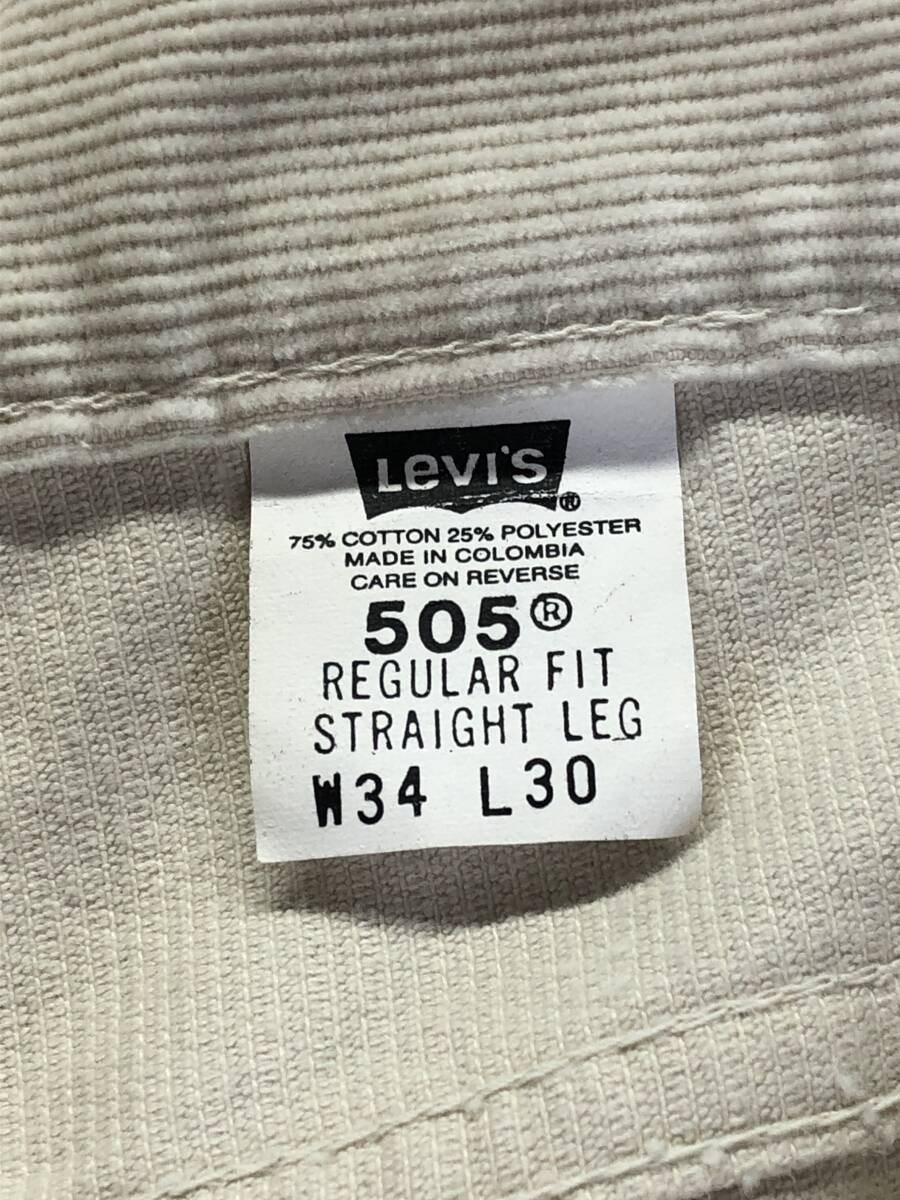 Levi's®
75% COTTON 25% POLYESTER
MADE IN COLOMBIA
CARE ON REVERSE
505®
REGULAR FIT
STRAIGHT LEG
W34 L30